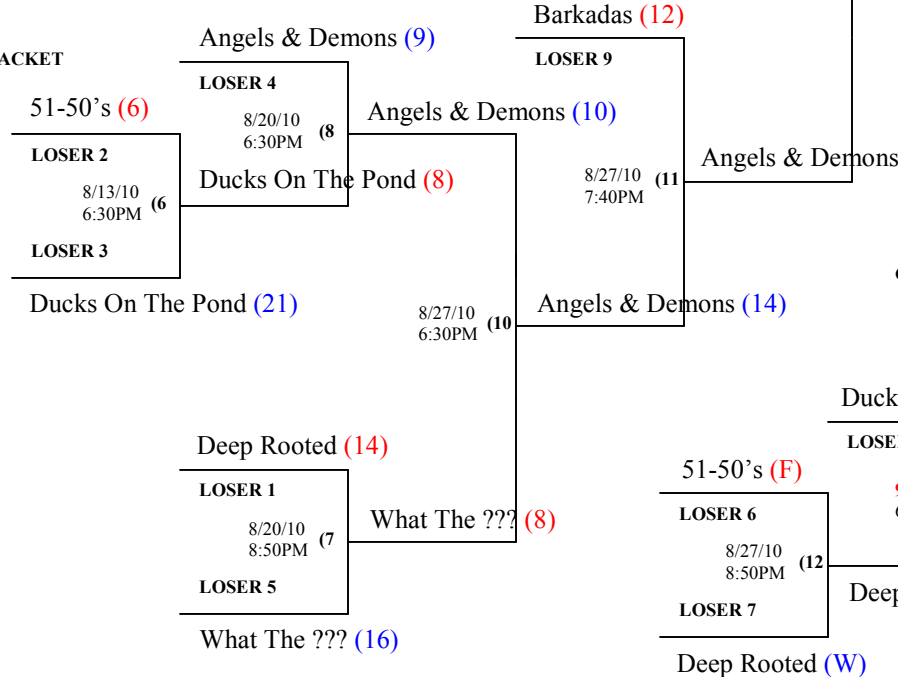 Barkadas (12)
Angels & Demons (9)
ACKET
LOSER 9
LOSER 4
51-50’s (6)
Angels & Demons (10)
8/20/10 (8
6:30PM
LOSER 2
Angels & Demons
8/27/10 (11
7:40PM
Ducks On The Pond (8)
8/13/10 (6
6:30PM
LOSER 3
Ducks On The Pond (21)
Angels & Demons (14)
8/27/10 (10
6:30PM
Duck
Deep Rooted (14)
LOSE
51-50’s (F)
LOSER 1
LOSER 6
What The ??? (8)
8/20/10 (7
8:50PM
8/27/10 (12
8:50PM
LOSER 5
Deep
LOSER 7
What The ??? (16)
Deep Rooted (W)